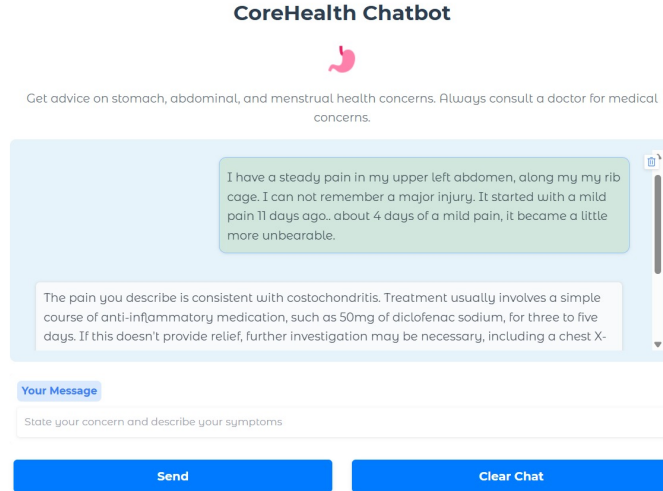 CoreHealth Chatbot
Get advice on stomach, abdominal, and menstrual health concerns. Always consult a doctor for medical
concerns.
I have a steady pain in my upper left abdomen, along my my rib
cage. I can not remember a major injury. It started with a mild
pain 11 days ago.. about 4 days of a mild pain, it became a little
more unbearable.
The pain you describe is consistent with costochondritis. Treatment usually involves a simple
course of anti-inflammatory medication, such as 50mg of diclofenac sodium, for three to five
days. If this doesn't provide relief, further investigation may be necessary, including a chest X-
Your Message
State your concern and describe your symptoms
Send
Clear Chat